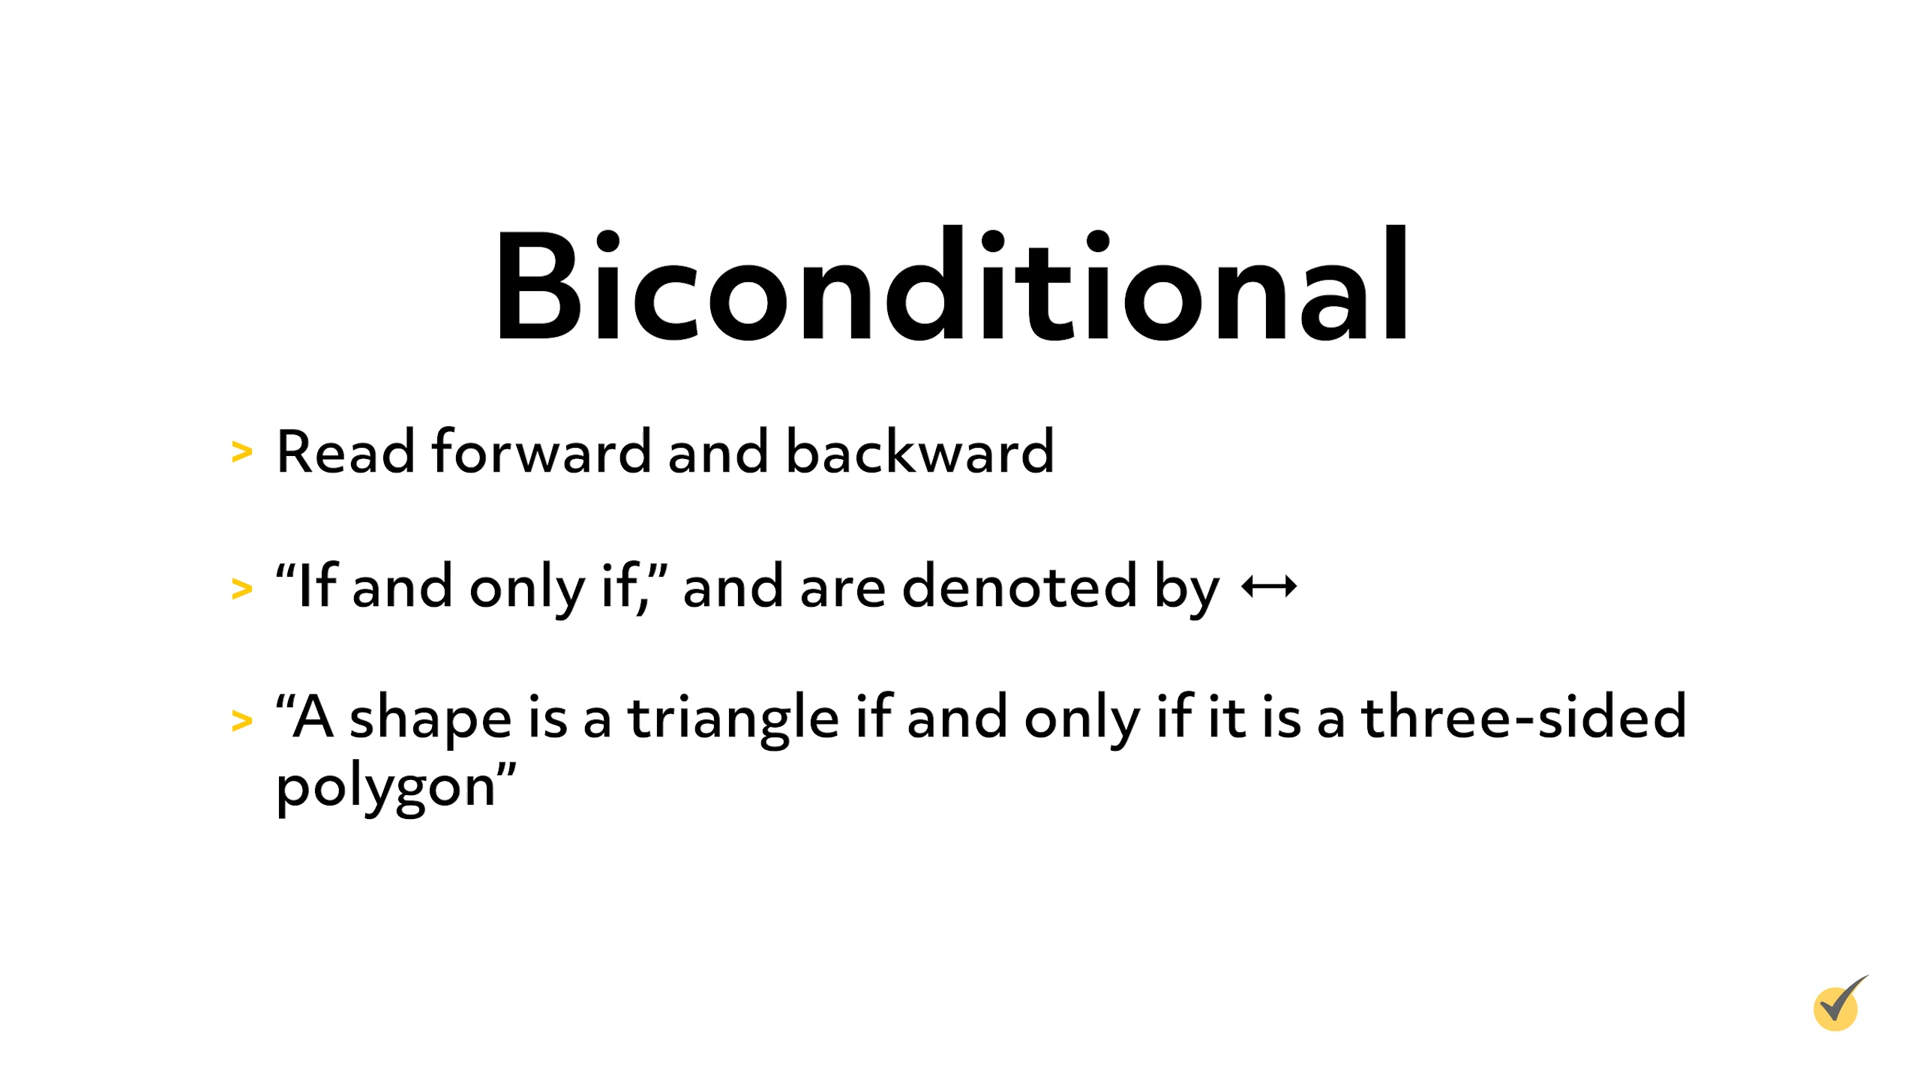 Biconditional
> Read forward and backward
> “If and only if,” and are denoted by ↔
> “A shape is a triangle if and only if it is a three-sided
polygon”